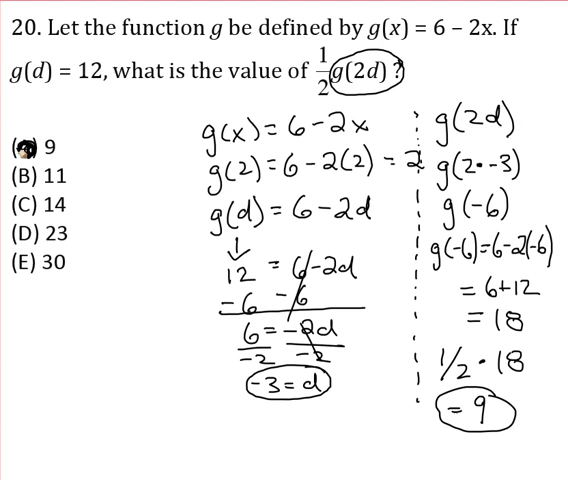 20. Let the function g be defined by g(x) = 6 – 2x. If
g(d) = 12, what is the value of 1/2 g(2d) ?
9
(B) 11
(C) 14
(D) 23
(E) 30
g(x) = 6 - 2x
g(2) = 6 - 2(2) = 2
g(d) = 6 - 2d
↓
12 = 6 - 2d
-6 -6
6 = -2d
-2 -2
-3 = d
g(2d)
g(2 · -3)
g(-6)
g(-6) = 6 - 2(-6)
= 6 + 12
= 18
1/2 · 18
= 9